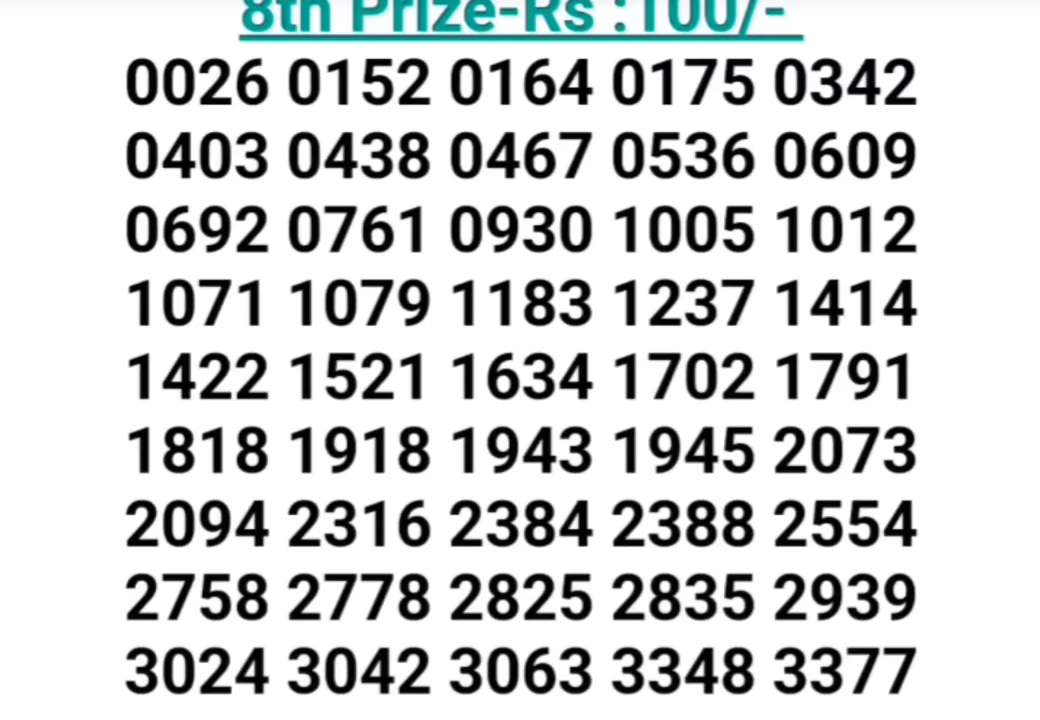 8th Prize-Rs :100/-
0026 0152 0164 0175 0342
0403 0438 0467 0536 0609
0692 0761 0930 1005 1012
1071 1079 1183 1237 1414
1422 1521 1634 1702 1791
1818 1918 1943 1945 2073
2094 2316 2384 2388 2554
2758 2778 2825 2835 2939
3024 3042 3063 3348 3377